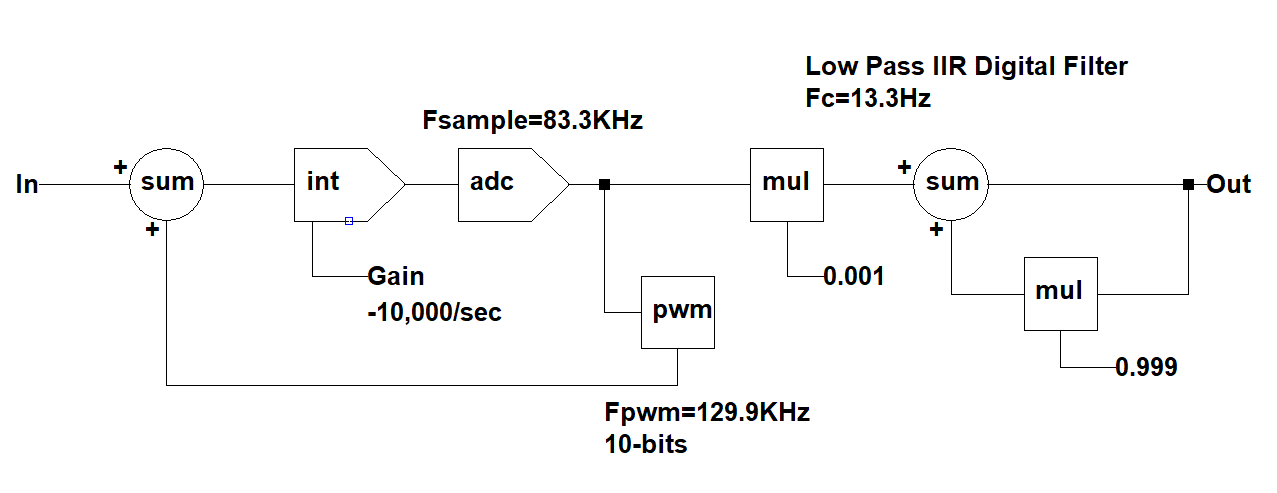 Low Pass IIR Digital Filter
Fc=13.3Hz
Fsample=83.3KHz
In
+
sum
int
adc
mul
+
sum
Out
+
+
Gain
-10,000/sec
0.001
mul
pwm
0.999
Fpwm=129.9KHz
10-bits